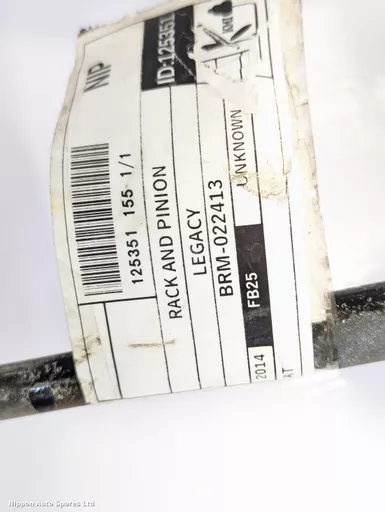 NIP
ID:125351
KMI
125351 155 1/1
RACK AND PINION
LEGACY
BRM-022413
UNKNOWN
FB25
2014
AT
Nippon Auto Spares Ltd